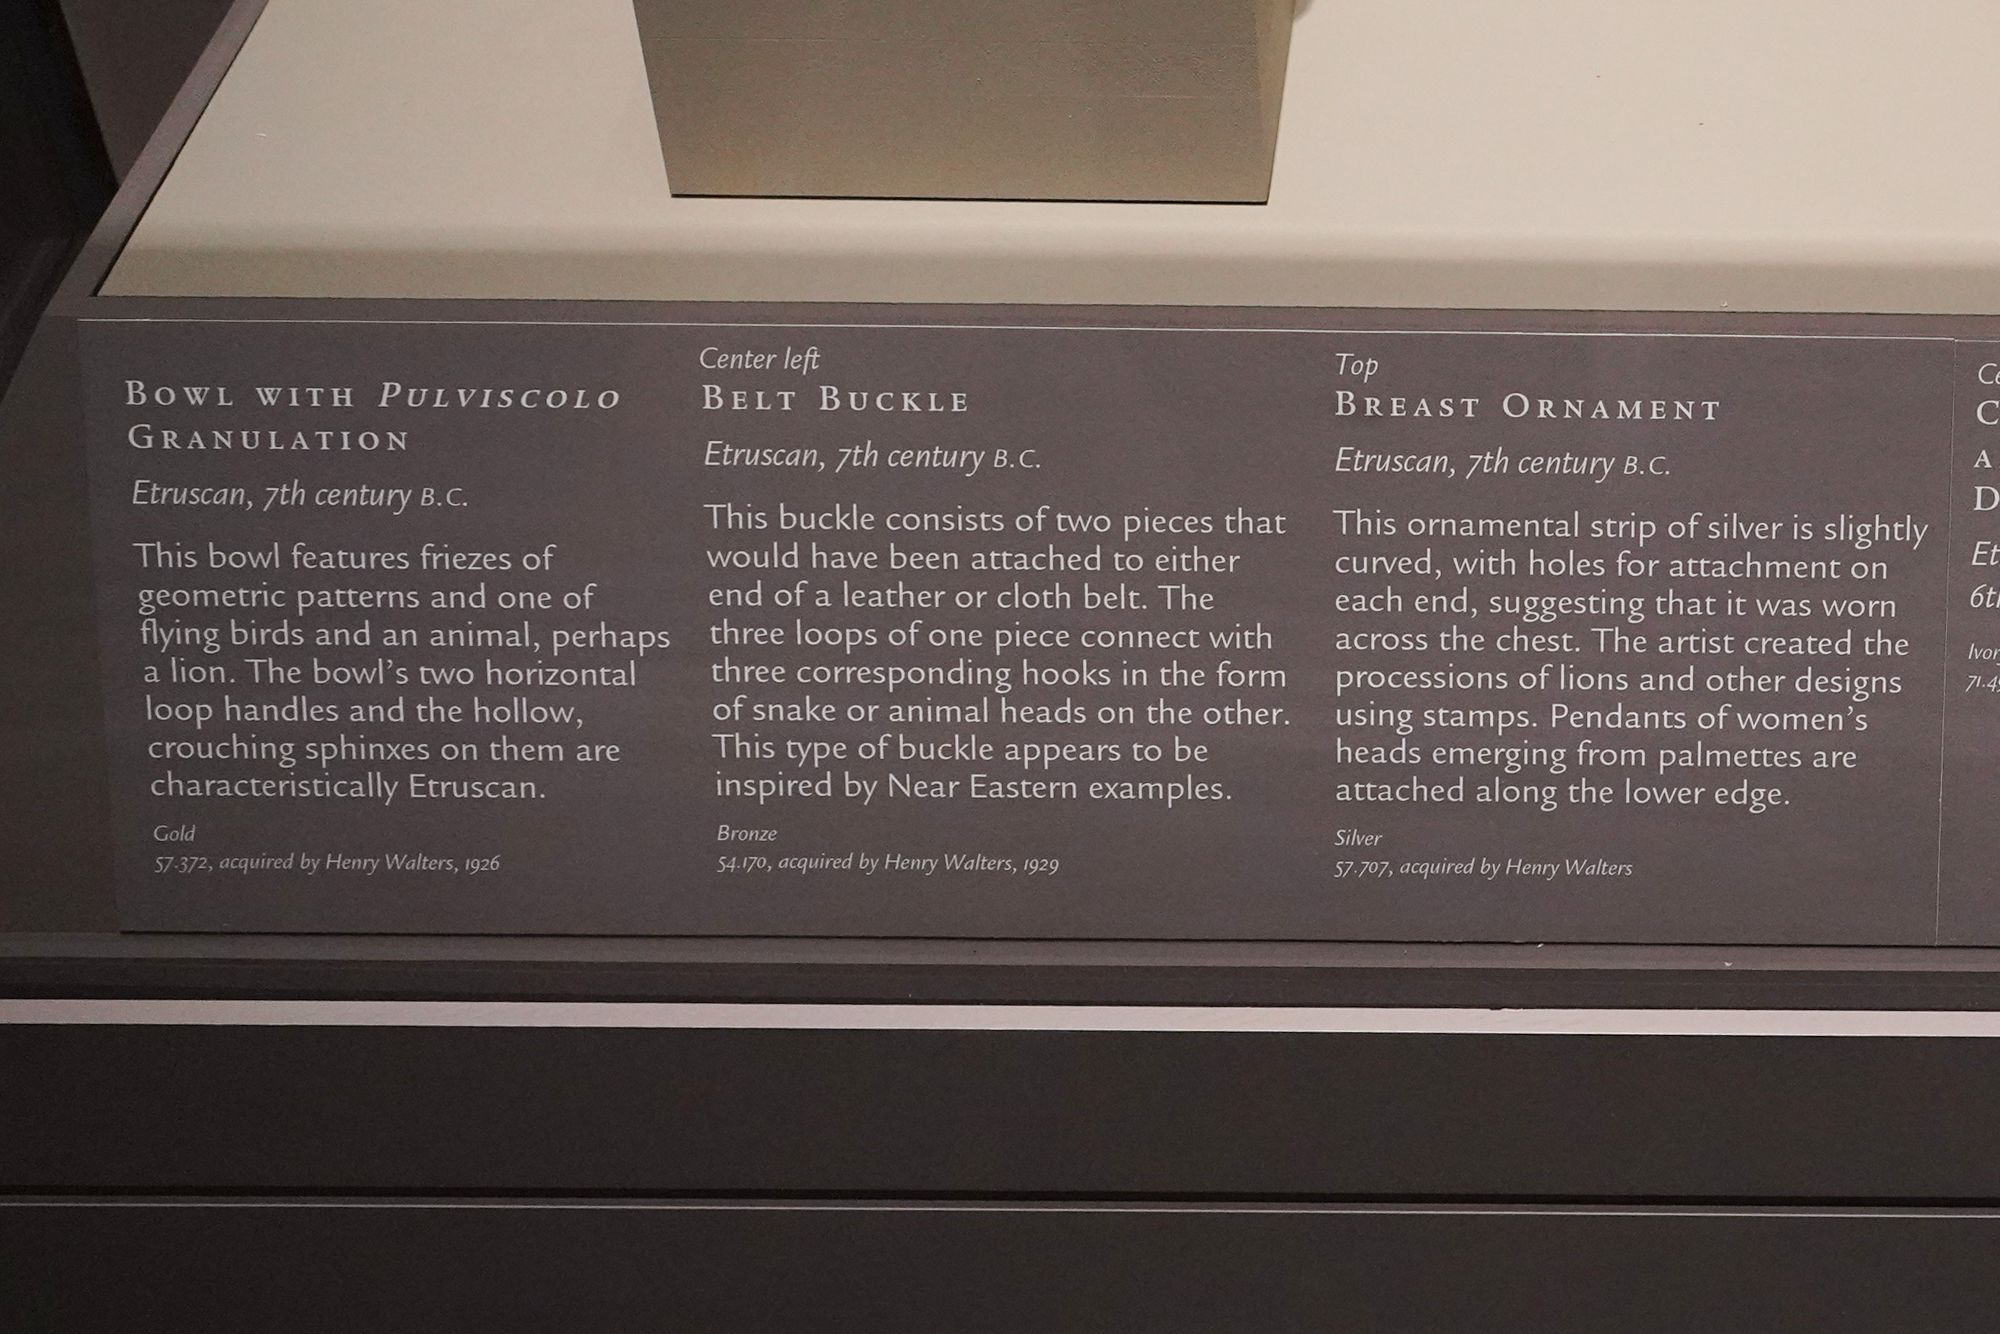 Bowl with Pulviscolo
Granulation
Etruscan, 7th century B.C.
This bowl features friezes of
geometric patterns and one of
flying birds and an animal, perhaps
a lion. The bowl's two horizontal
loop handles and the hollow,
crouching sphinxes on them are
characteristically Etruscan.
Gold
57.372, acquired by Henry Walters, 1926
Center left
Belt Buckle
Etruscan, 7th century B.C.
This buckle consists of two pieces that
would have been attached to either
end of a leather or cloth belt. The
three loops of one piece connect with
three corresponding hooks in the form
of snake or animal heads on the other.
This type of buckle appears to be
inspired by Near Eastern examples.
Bronze
54.170, acquired by Henry Walters, 1929
Top
Breast Ornament
Etruscan, 7th century B.C.
This ornamental strip of silver is slightly
curved, with holes for attachment on
each end, suggesting that it was worn
across the chest. The artist created the
processions of lions and other designs
using stamps. Pendants of women's
heads emerging from palmettes are
attached along the lower edge.
Silver
57.707, acquired by Henry Walters